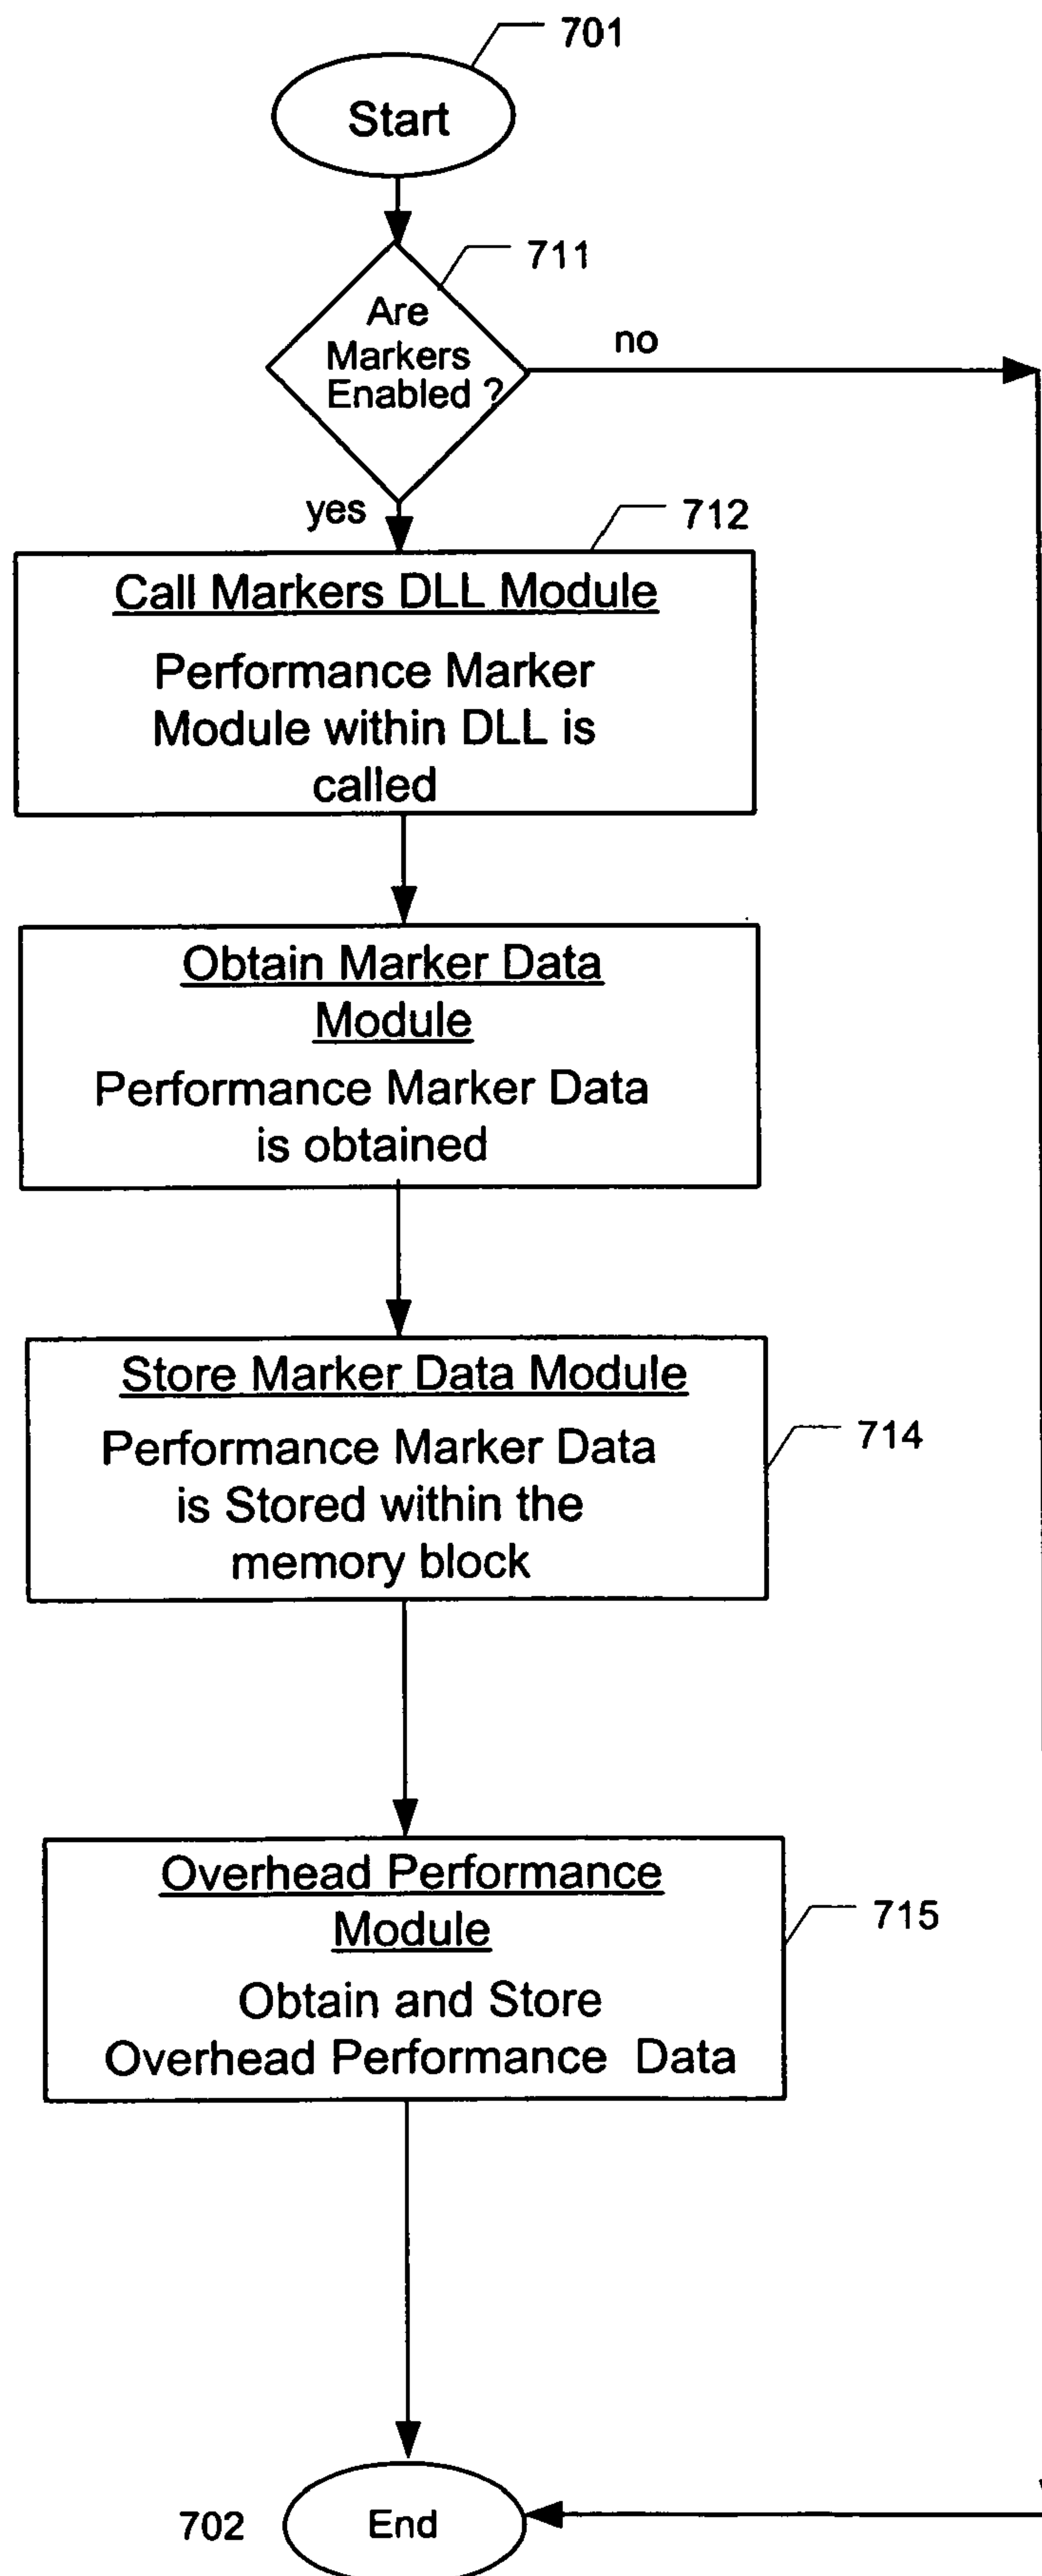 701
Start
711
Are
Markers
Enabled ?
no
yes
712
Call Markers DLL Module
Performance Marker
Module within DLL is
called
Obtain Marker Data
Module
Performance Marker Data
is obtained
Store Marker Data Module
Performance Marker Data
is Stored within the
memory block
714
Overhead Performance
Module
Obtain and Store
Overhead Performance Data
715
702
End